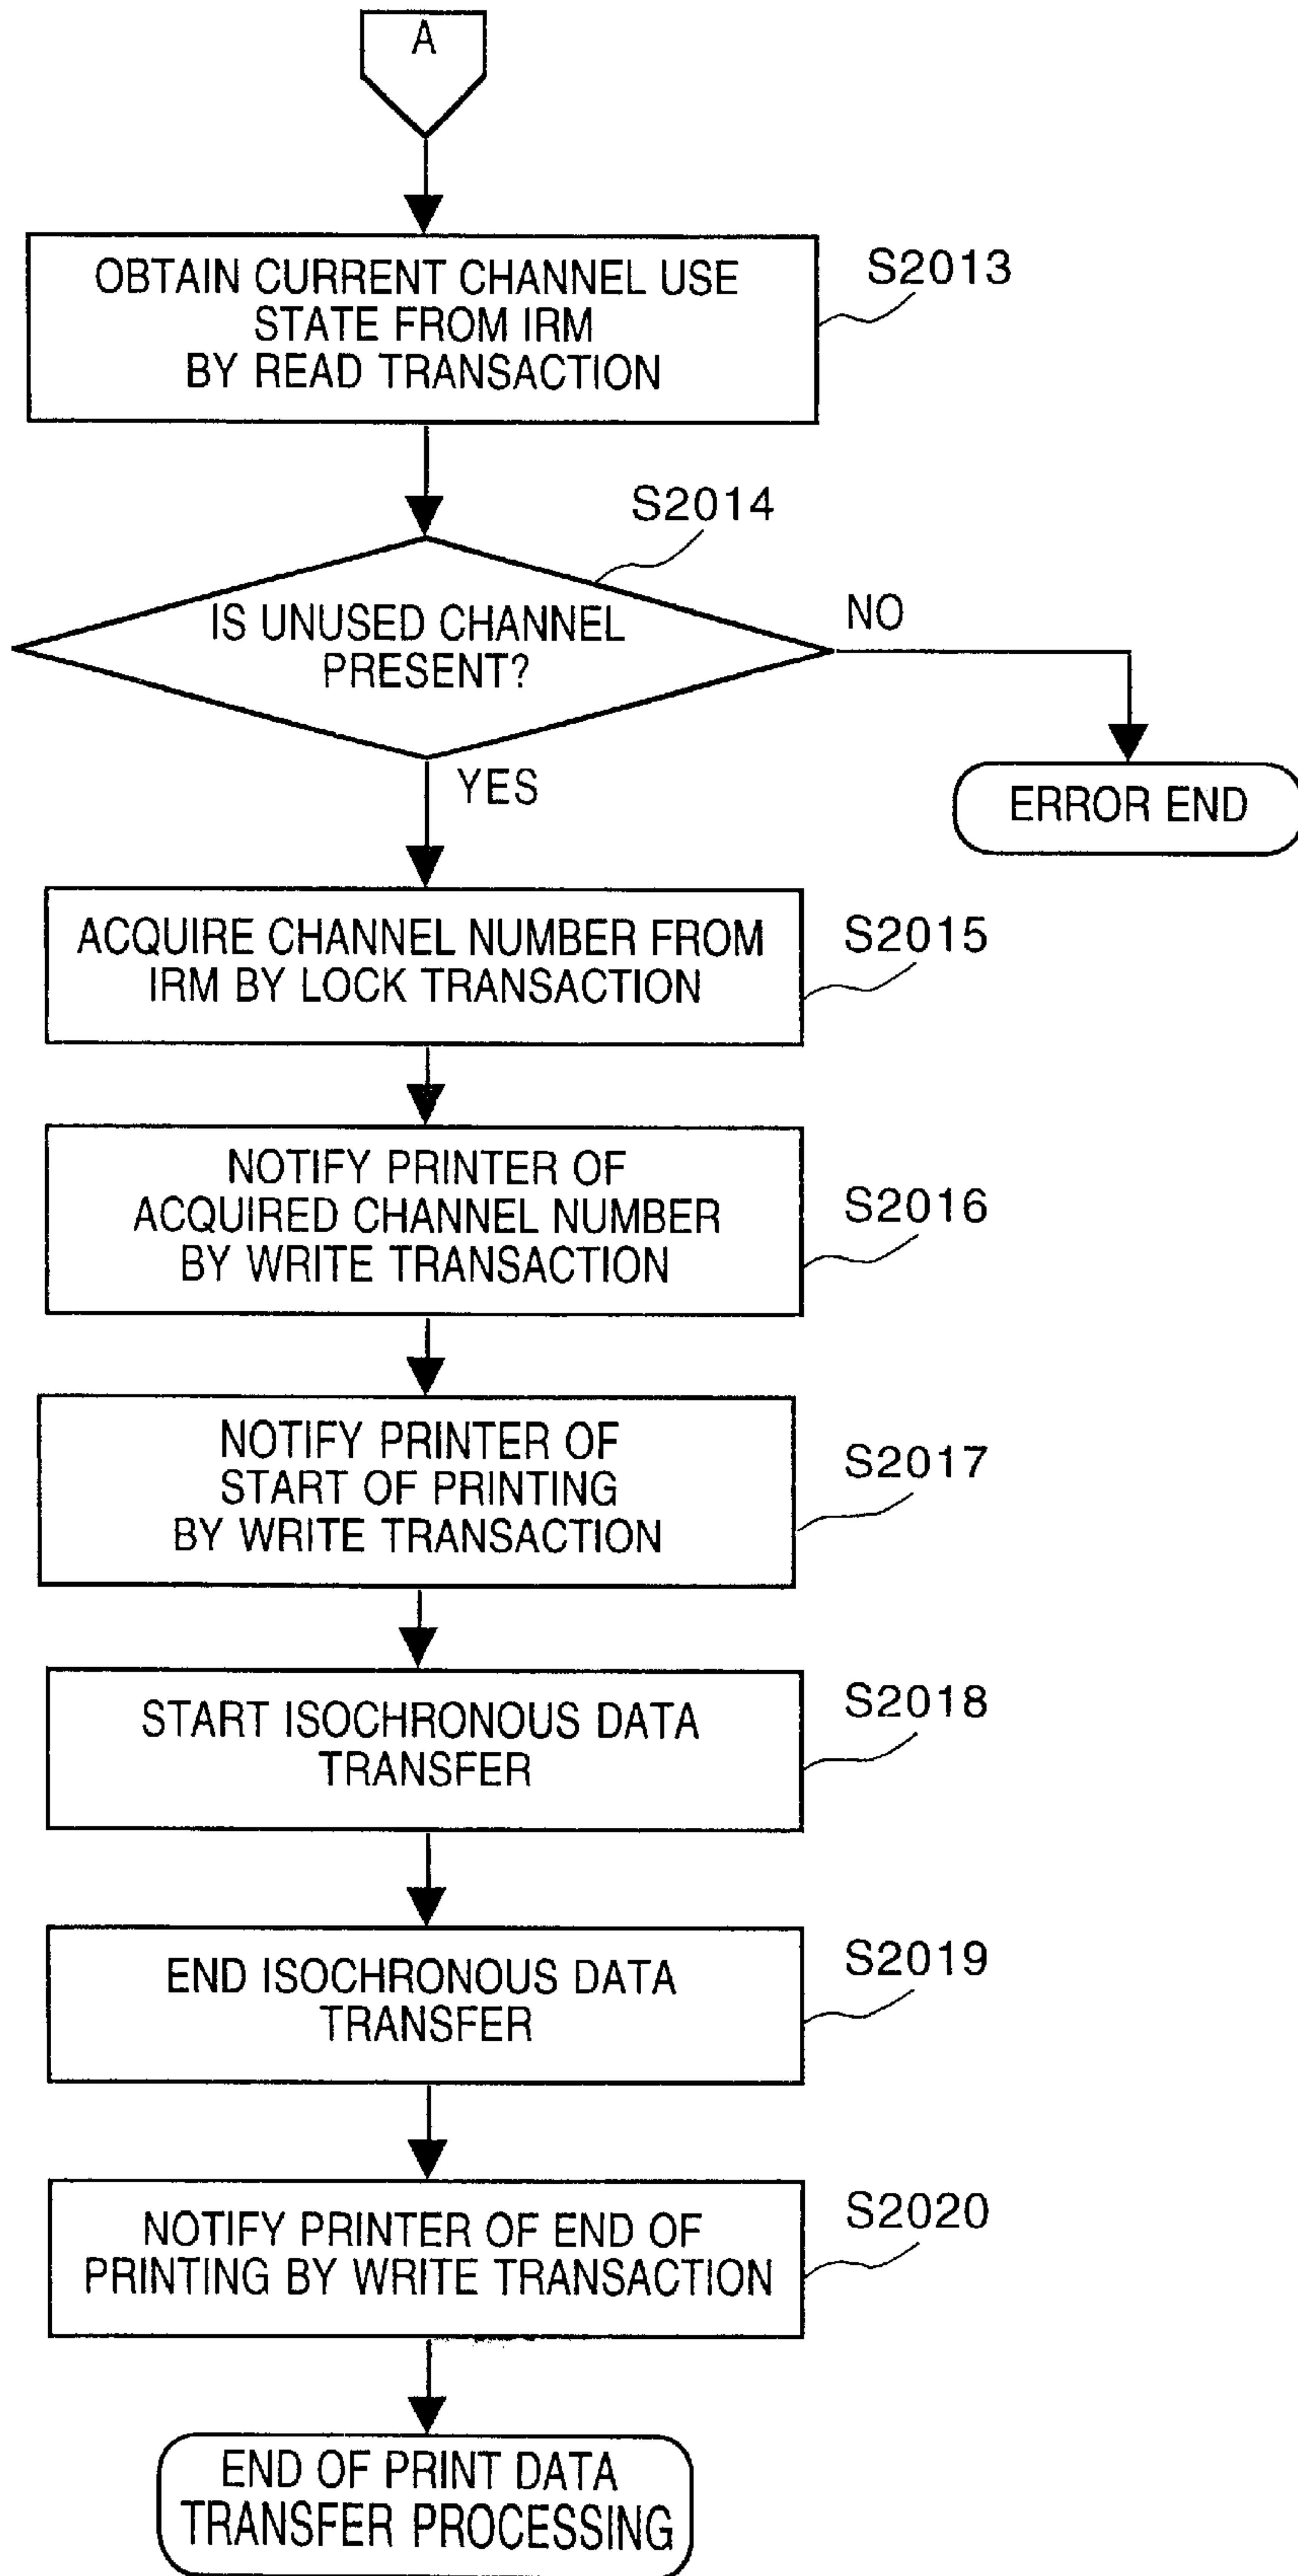 A
OBTAIN CURRENT CHANNEL USE
STATE FROM IRM
BY READ TRANSACTION
S2013
S2014
IS UNUSED CHANNEL
PRESENT?
NO
YES
ERROR END
ACQUIRE CHANNEL NUMBER FROM
IRM BY LOCK TRANSACTION
S2015
NOTIFY PRINTER OF
ACQUIRED CHANNEL NUMBER
BY WRITE TRANSACTION
S2016
NOTIFY PRINTER OF
START OF PRINTING
BY WRITE TRANSACTION
S2017
START ISOCHRONOUS DATA
TRANSFER
S2018
END ISOCHRONOUS DATA
TRANSFER
S2019
NOTIFY PRINTER OF END OF
PRINTING BY WRITE TRANSACTION
S2020
END OF PRINT DATA
TRANSFER PROCESSING